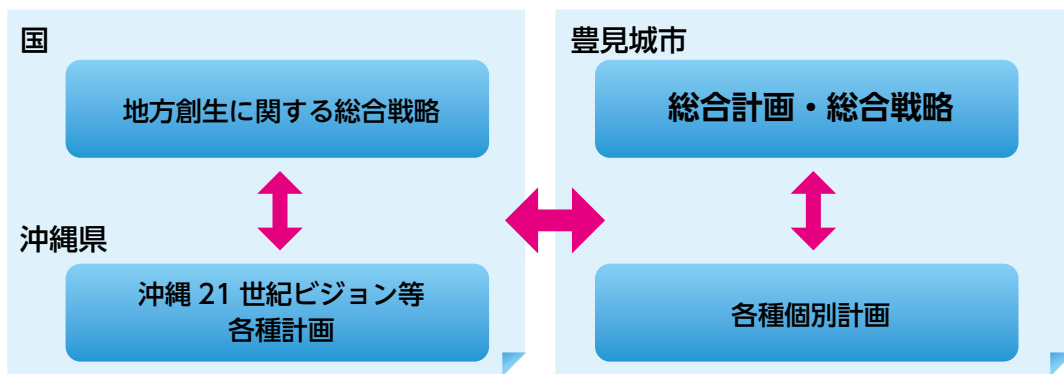 国
地方創生に関する総合戦略
沖縄県
沖縄 21 世紀ビジョン等
各種計画
豊見城市
総合計画・総合戦略
各種個別計画